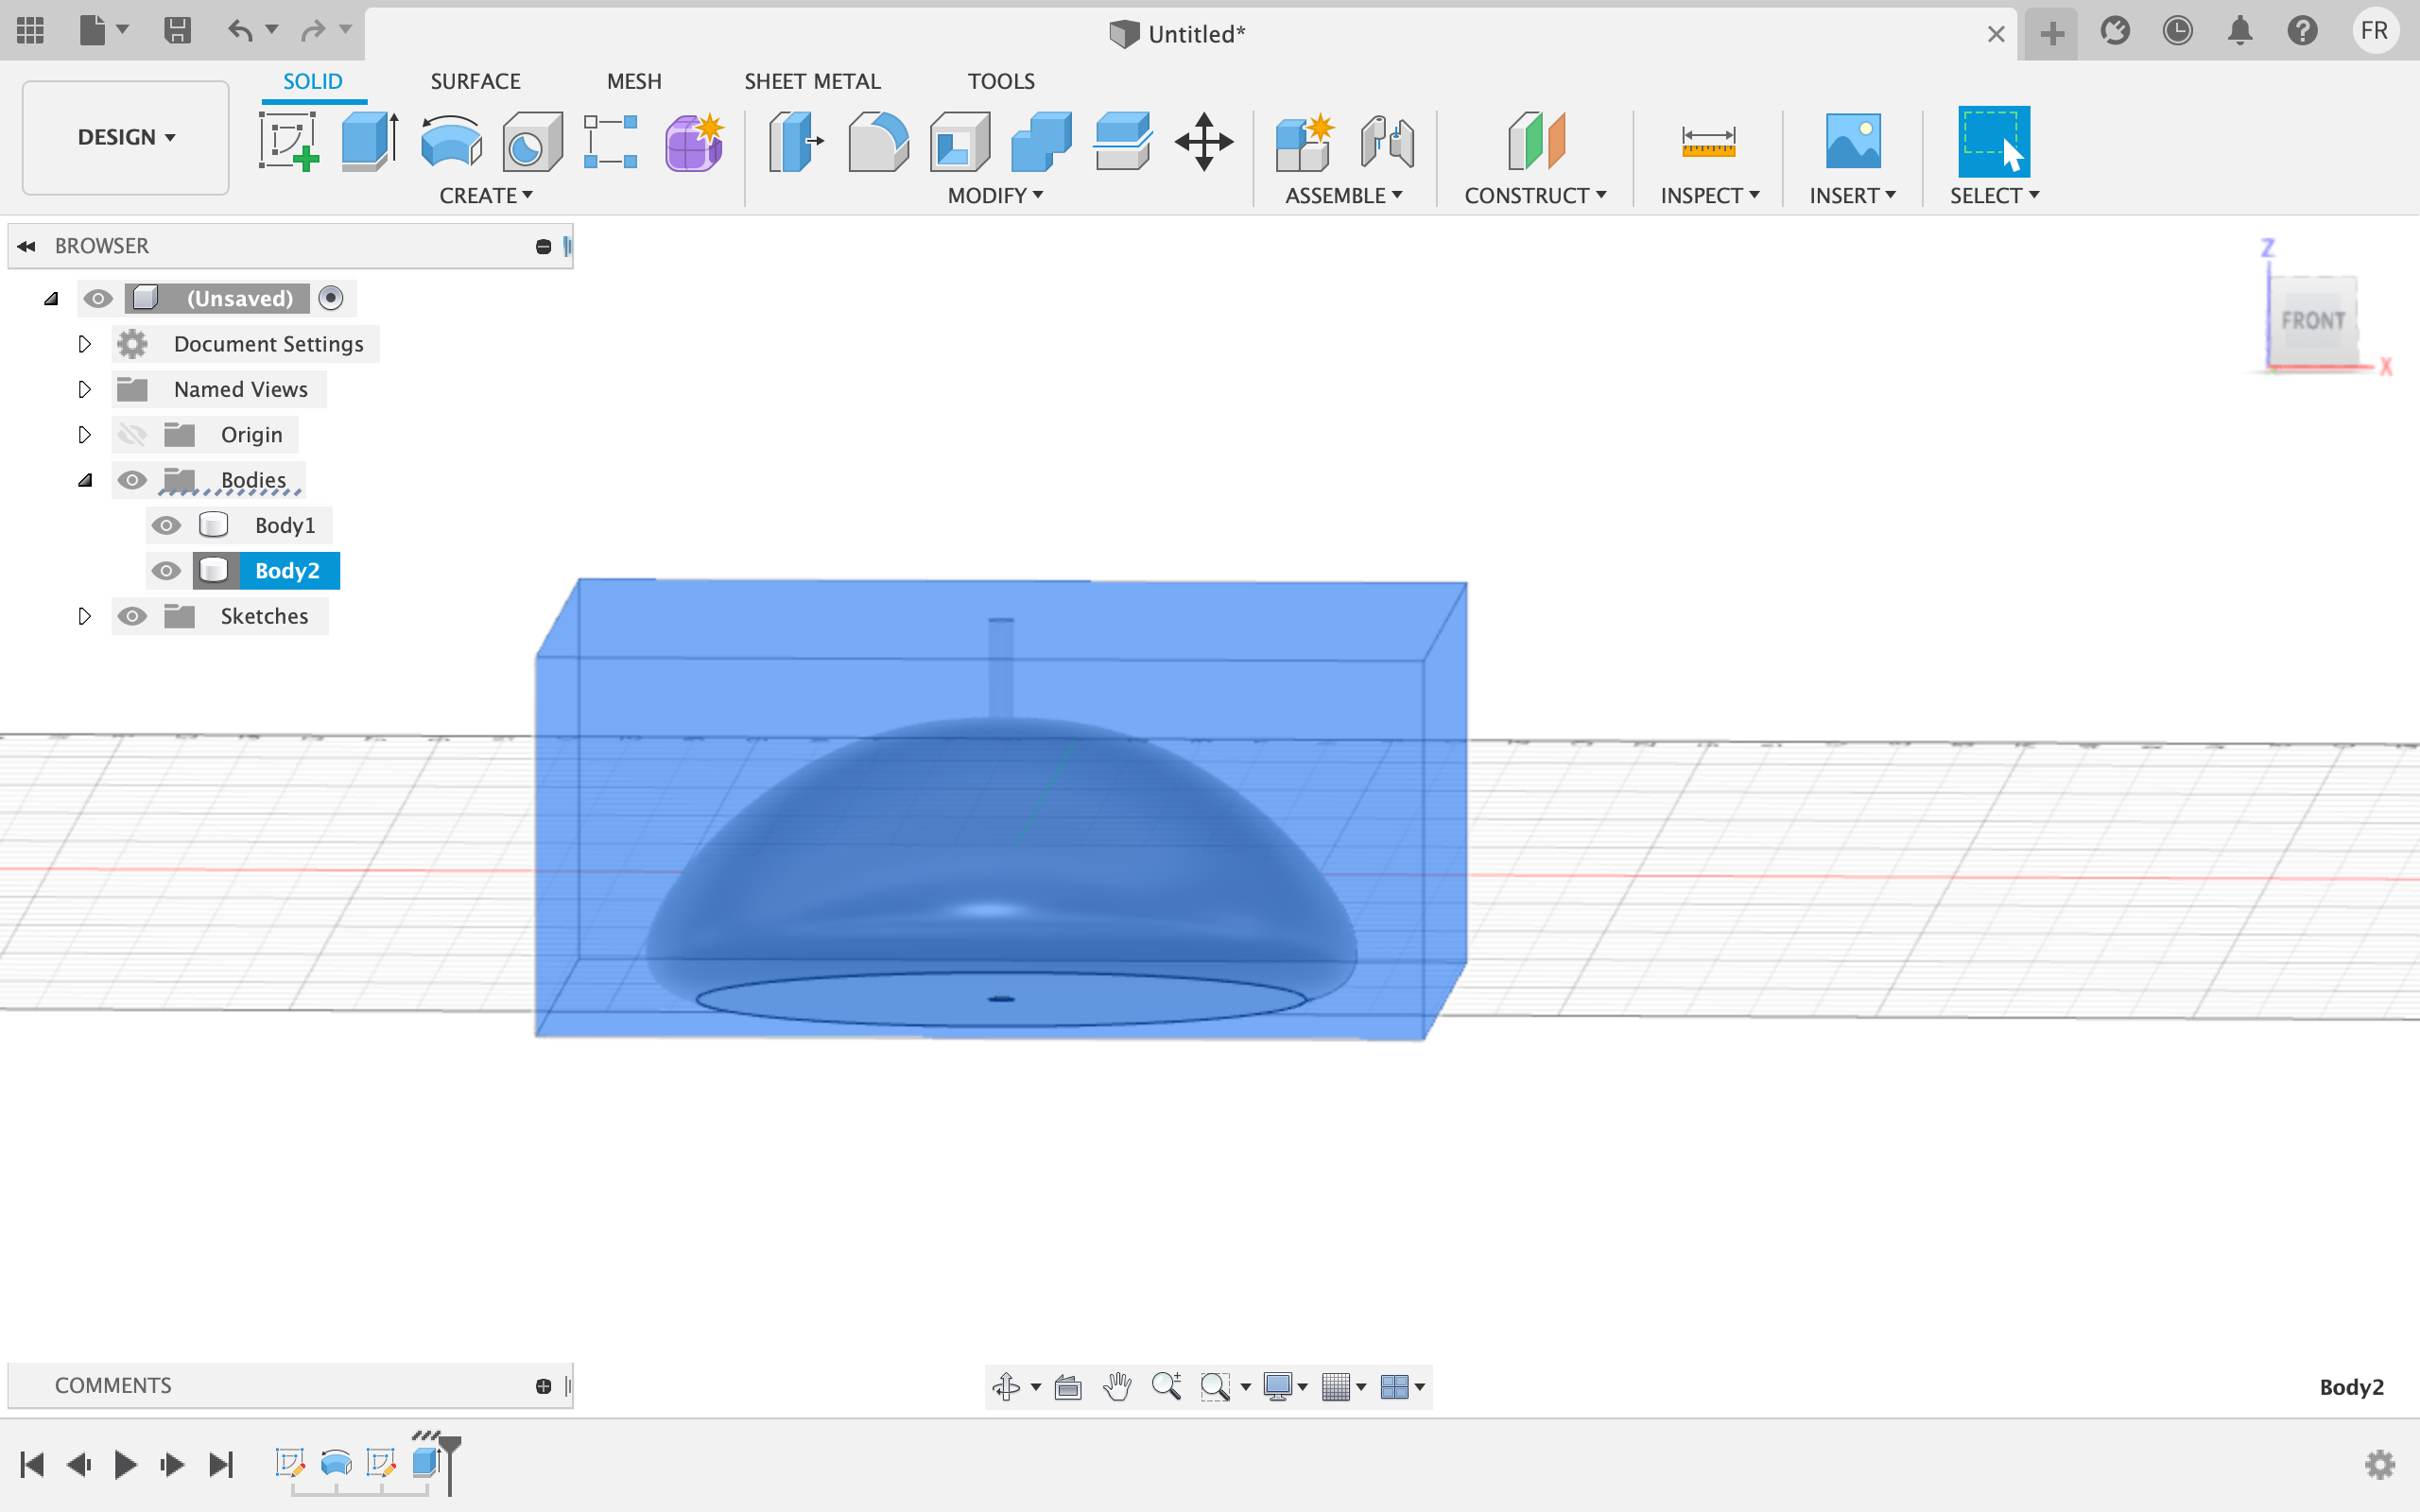 Untitled*
FR
DESIGN
SOLID
SURFACE
MESH
SHEET METAL
TOOLS
CREATE
MODIFY
ASSEMBLE
CONSTRUCT
INSPECT
INSERT
SELECT
BROWSER
(Unsaved)
Document Settings
Named Views
Origin
Bodies
Body1
Body2
Sketches
Z
FRONT
X
COMMENTS
Body2